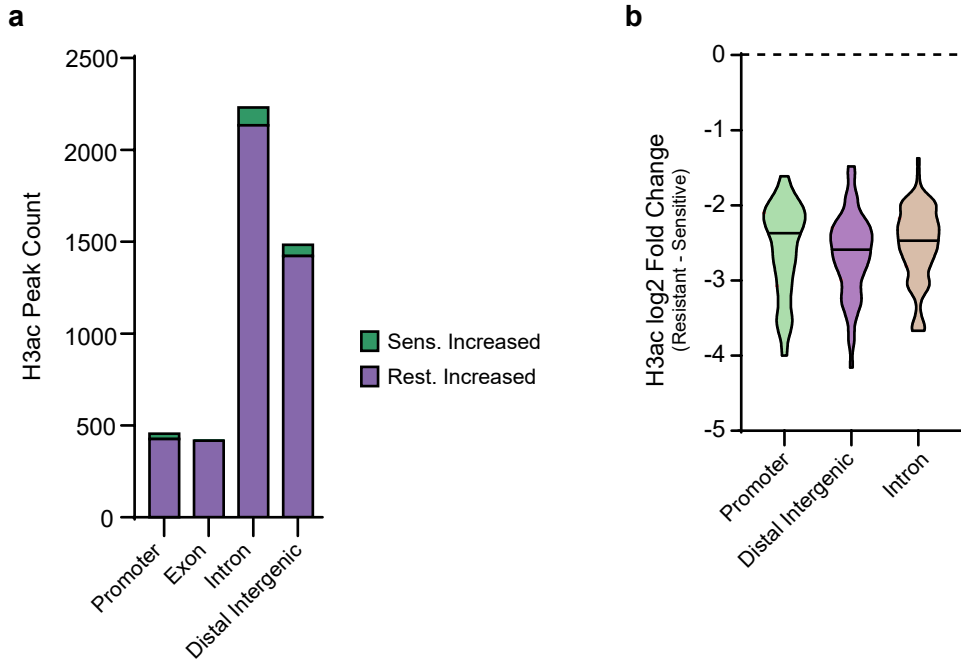 a
H3ac Peak Count
2500
2000
1500
1000
500
0
Promoter
Exon
Intron
Distal Intergenic
Sens. Increased
Rest. Increased
b
H3ac log2 Fold Change
(Resistant - Sensitive)
0
-1
-2
-3
-4
-5
Promoter
Distal Intergenic
Intron